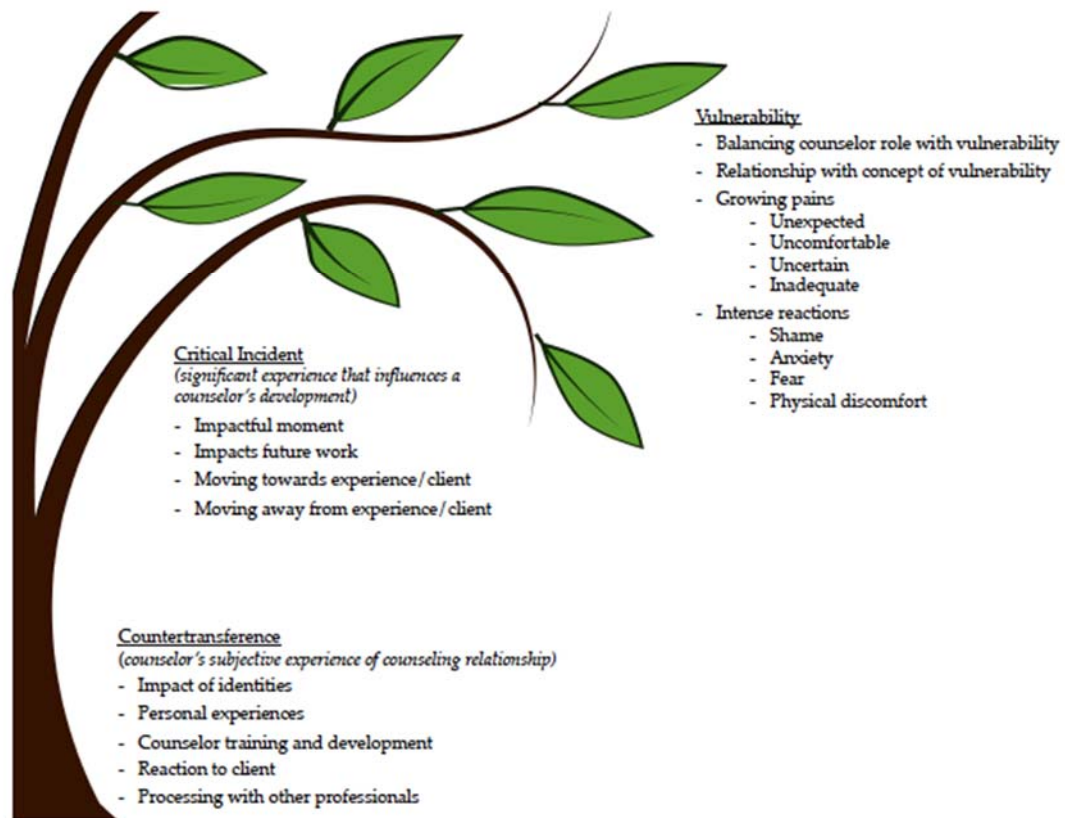 Vulnerability
- Balancing counselor role with vulnerability
- Relationship with concept of vulnerability
- Growing pains
- Unexpected
- Uncomfortable
- Uncertain
- Inadequate
- Intense reactions
- Shame
- Anxiety
- Fear
- Physical discomfort
Critical Incident
(significant experience that influences a
counselor's development)
- Impactful moment
- Impacts future work
- Moving towards experience/client
- Moving away from experience/client
Countertransference
(counselor's subjective experience of counseling relationship)
- Impact of identities
- Personal experiences
- Counselor training and development
- Reaction to client
- Processing with other professionals